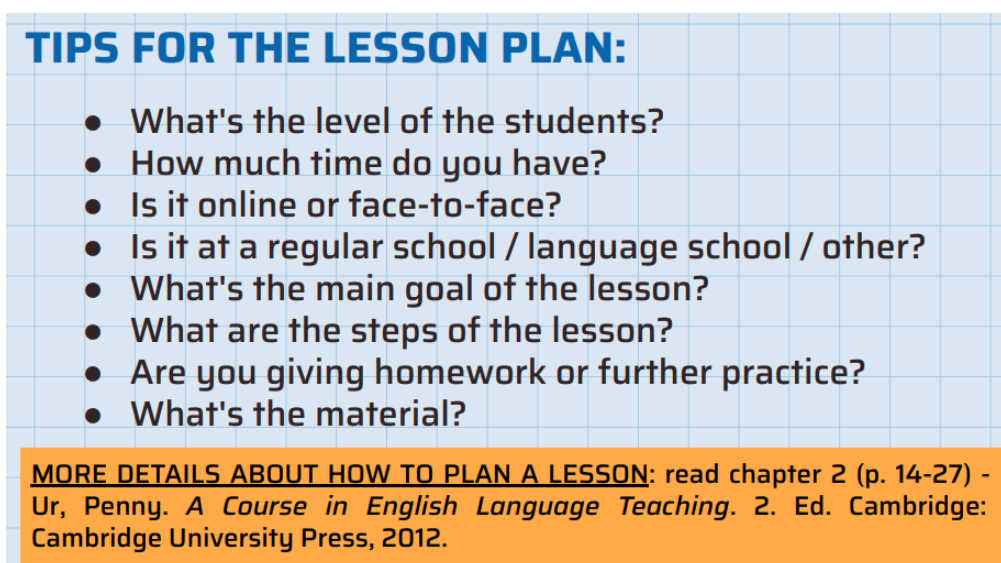 TIPS FOR THE LESSON PLAN:
● What's the level of the students?
● How much time do you have?
● Is it online or face-to-face?
● Is it at a regular school / language school / other?
● What's the main goal of the lesson?
● What are the steps of the lesson?
● Are you giving homework or further practice?
● What's the material?
MORE DETAILS ABOUT HOW TO PLAN A LESSON: read chapter 2 (p. 14-27) -
Ur, Penny. A Course in English Language Teaching. 2. Ed. Cambridge:
Cambridge University Press, 2012.